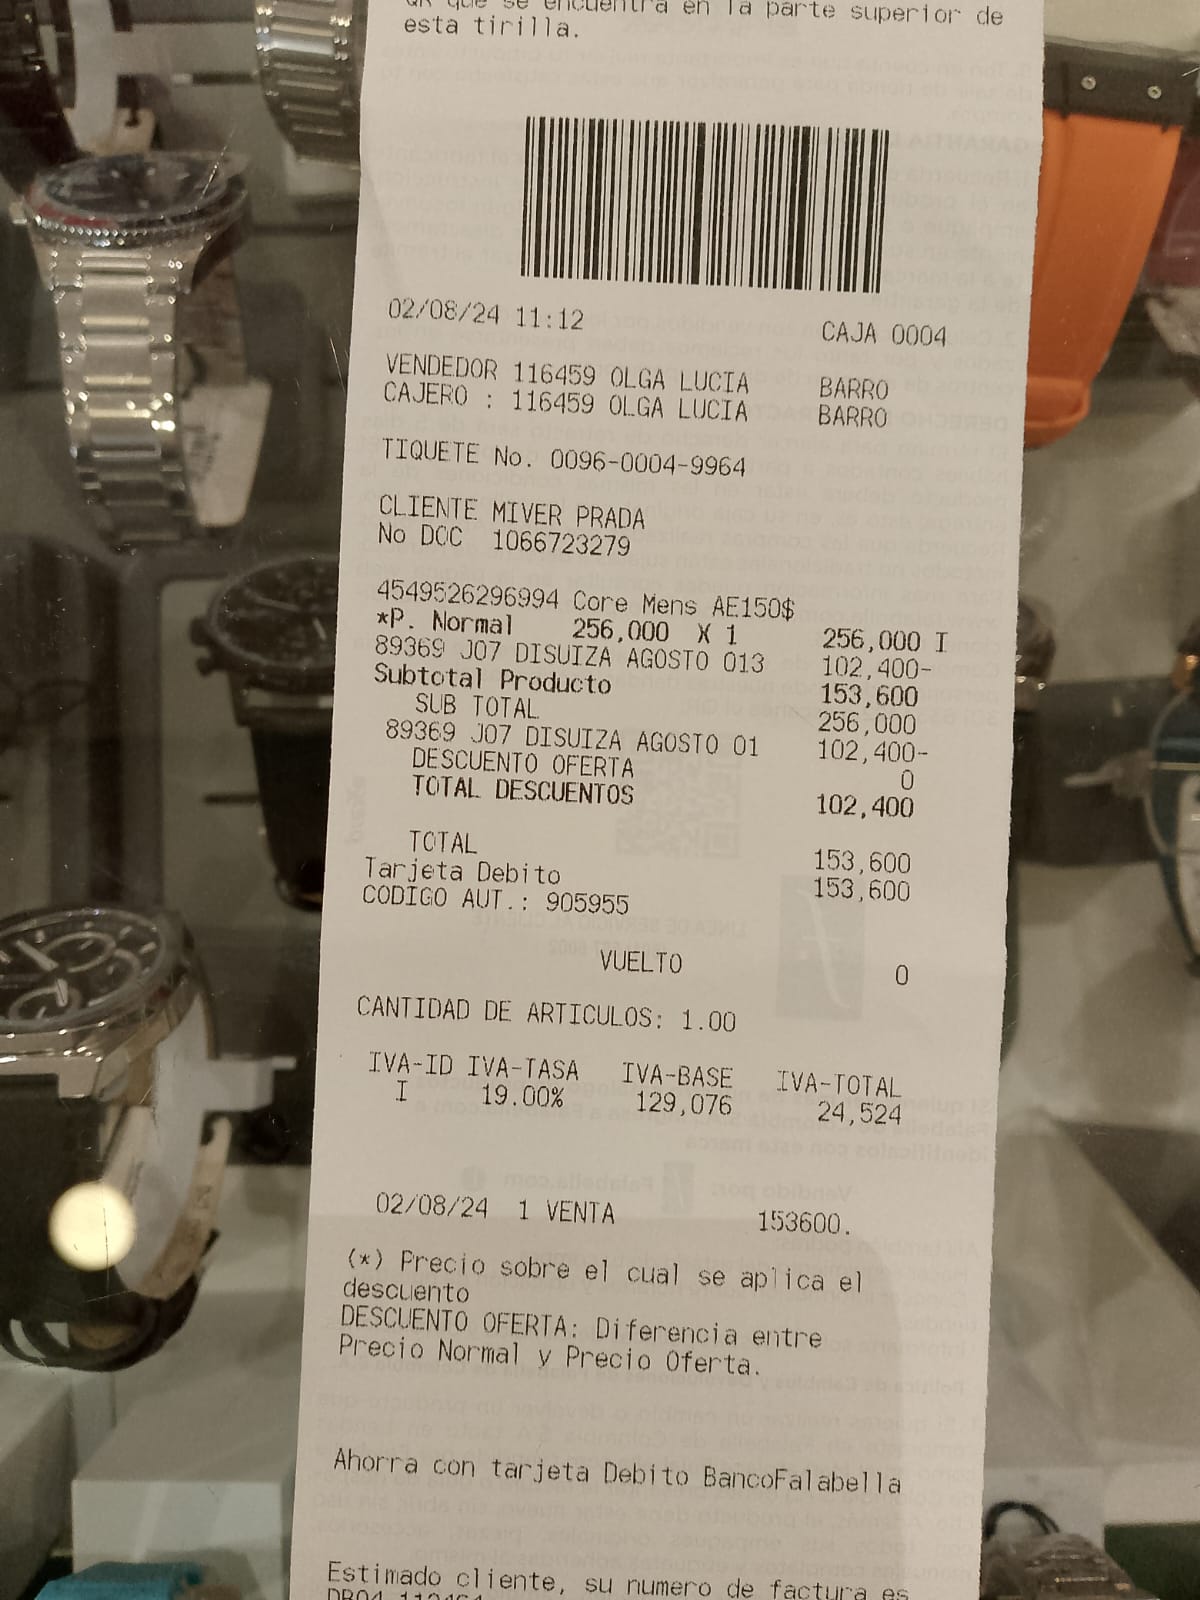 QR que se encuentra en la parte superior de
esta tirilla.
02/08/24 11:12 CAJA 0004
VENDEDOR 116459 OLGA LUCIA BARRO
CAJERO : 116459 OLGA LUCIA BARRO
TIQUETE No. 0096-0004-9964
CLIENTE MIVER PRADA
No DOC 1066723279
4549526296994 Core Mens AE150$
*P. Normal 256,000 X 1 256,000 I
89369 J07 DISUIZA AGOSTO 013 102,400-
Subtotal Producto 153,600
SUB TOTAL 256,000
89369 J07 DISUIZA AGOSTO 01 102,400-
DESCUENTO OFERTA 0
TOTAL DESCUENTOS 102,400
TOTAL 153,600
Tarjeta Debito 153,600
CODIGO AUT.: 905955
VUELTO 0
CANTIDAD DE ARTICULOS: 1.00
IVA-ID IVA-TASA IVA-BASE IVA-TOTAL
I 19.00% 129,076 24,524
02/08/24 1 VENTA 153600.
(*) Precio sobre el cual se aplica el
descuento
DESCUENTO OFERTA: Diferencia entre
Precio Normal y Precio Oferta.
Ahorra con tarjeta Debito BancoFalabella
Estimado cliente, su numero de factura es